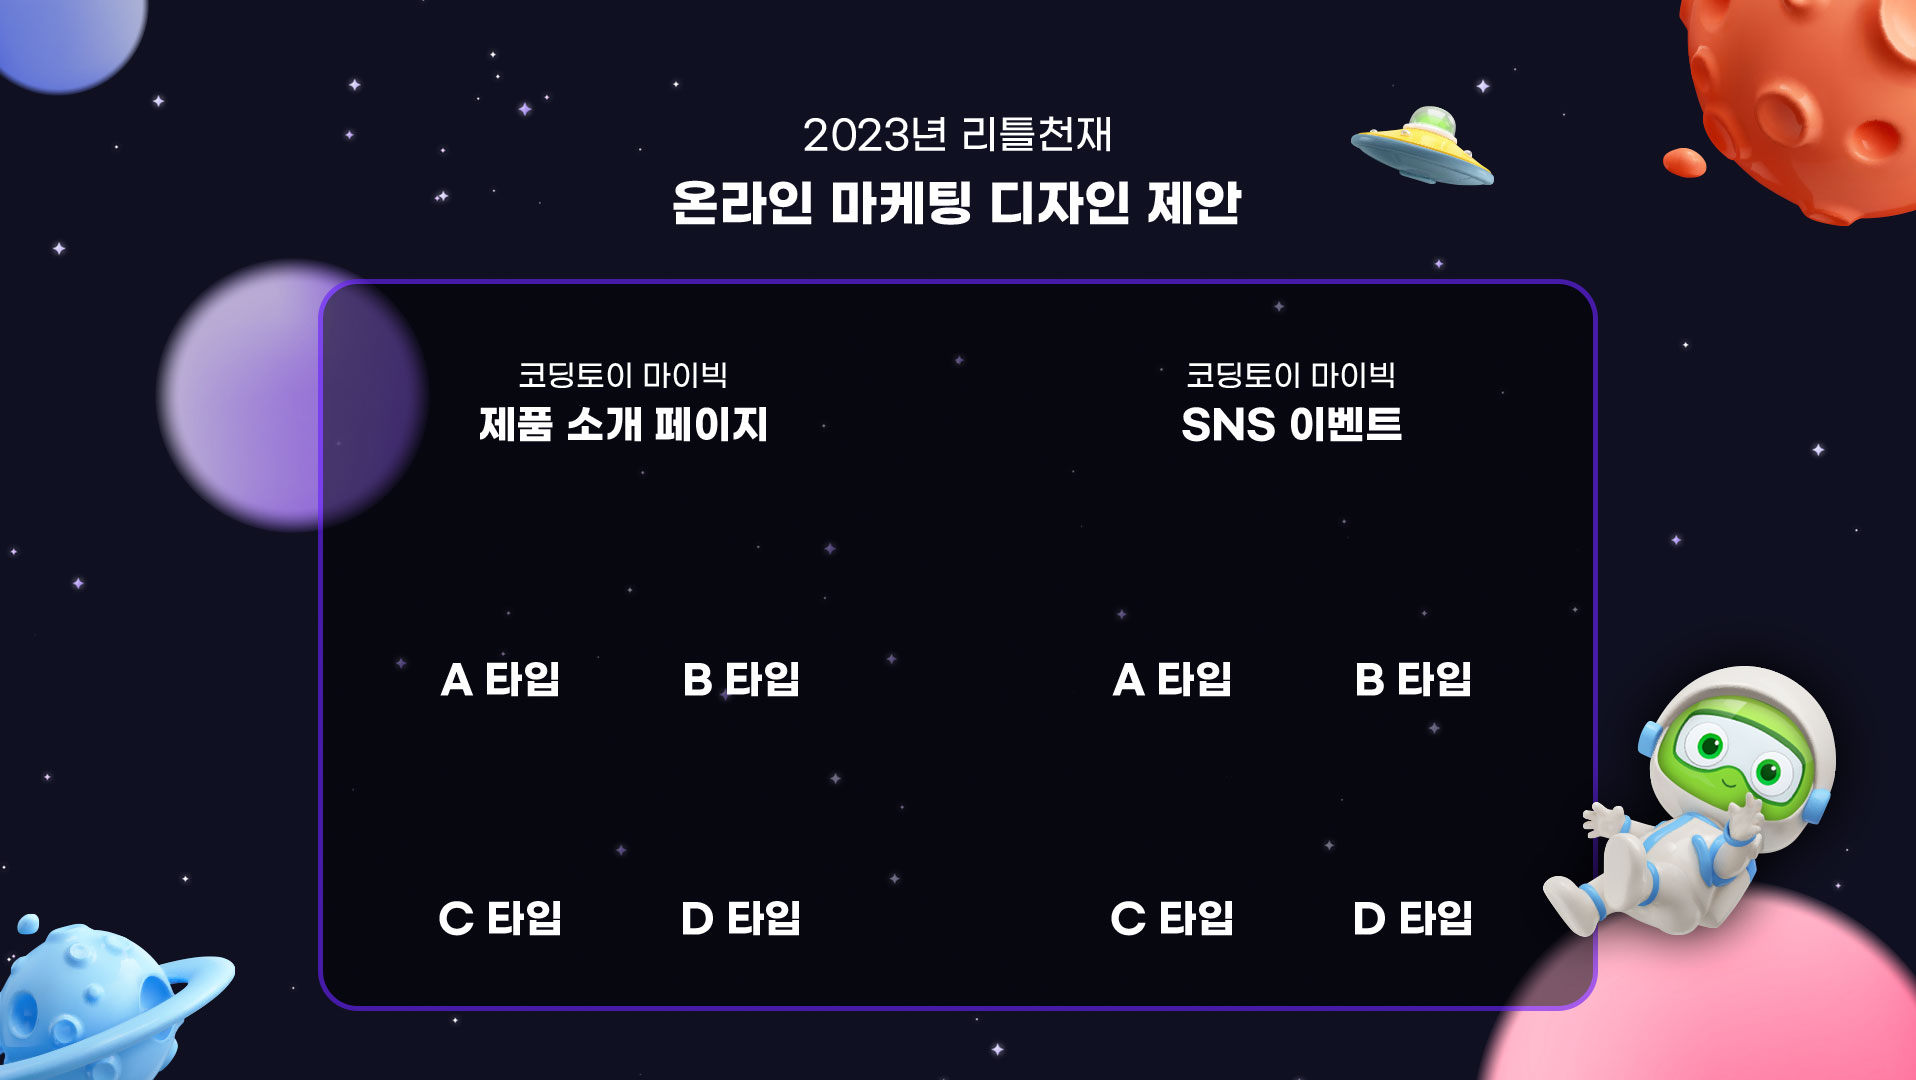 2023년 리틀천재
온라인 마케팅 디자인 제안
코딩토이 마이빅
제품 소개 페이지
A 타입
B 타입
C 타입
D 타입
코딩토이 마이빅
SNS 이벤트
A 타입
B 타입
C 타입
D 타입